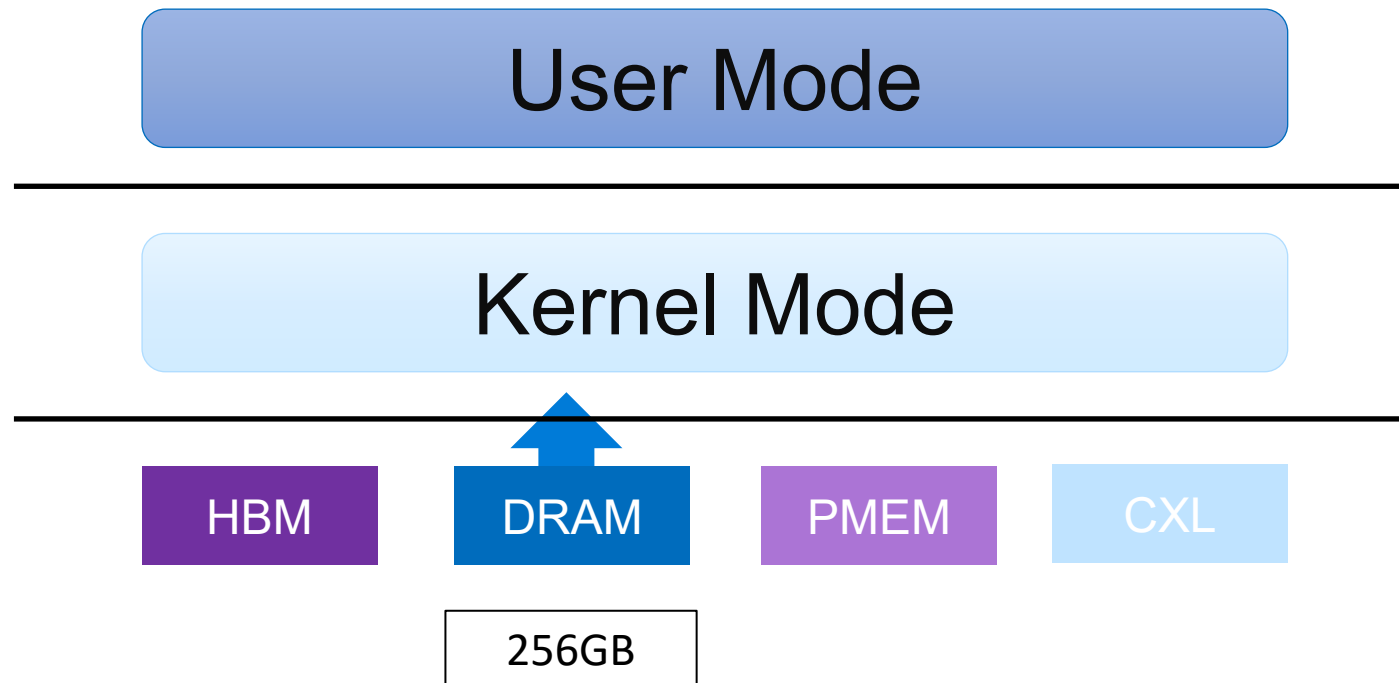 User Mode
Kernel Mode
HBM
DRAM
PMEM
CXL
256GB